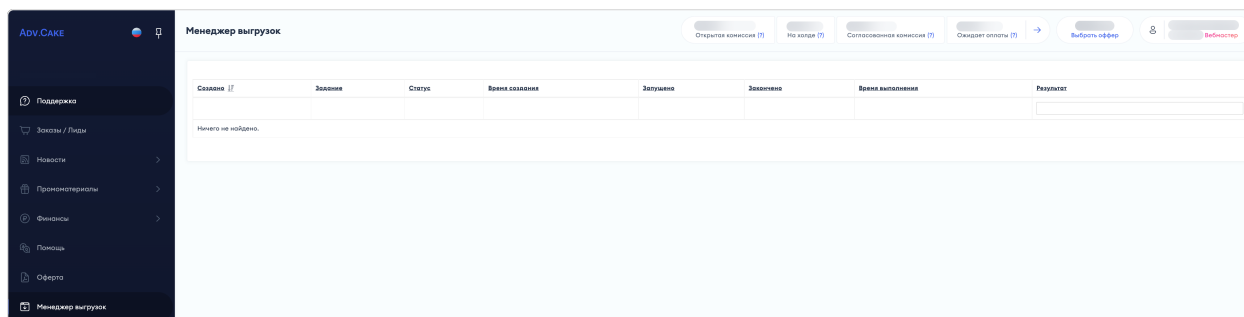 ADV.CAKE
Менеджер выгрузок
Открытая комиссия (?)
На холде (?)
Согласованная комиссия (?)
Ожидает оплаты (?)
Выбрать оффер
Вебмастер
Поддержка
Заказы / Лиды
Новости
Промоматериалы
Финансы
Помощь
Оферта
Менеджер выгрузок
Создано Задание Статус Время создания Запущено Закончено Время выполнения Результат
Ничего не найдено.